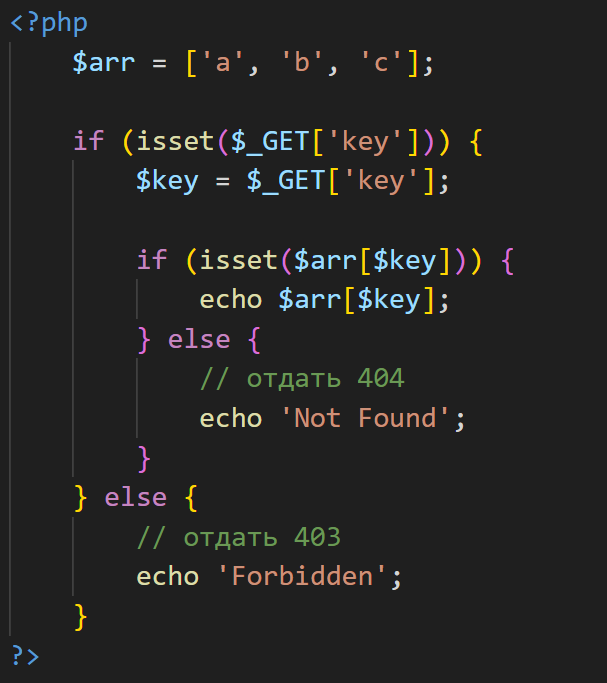 <?php
$arr = ['a', 'b', 'c'];
if (isset($_GET['key'])) {
$key = $_GET['key'];
if (isset($arr[$key])) {
echo $arr[$key];
} else {
// отдать 404
echo 'Not Found';
}
} else {
// отдать 403
echo 'Forbidden';
}
?>